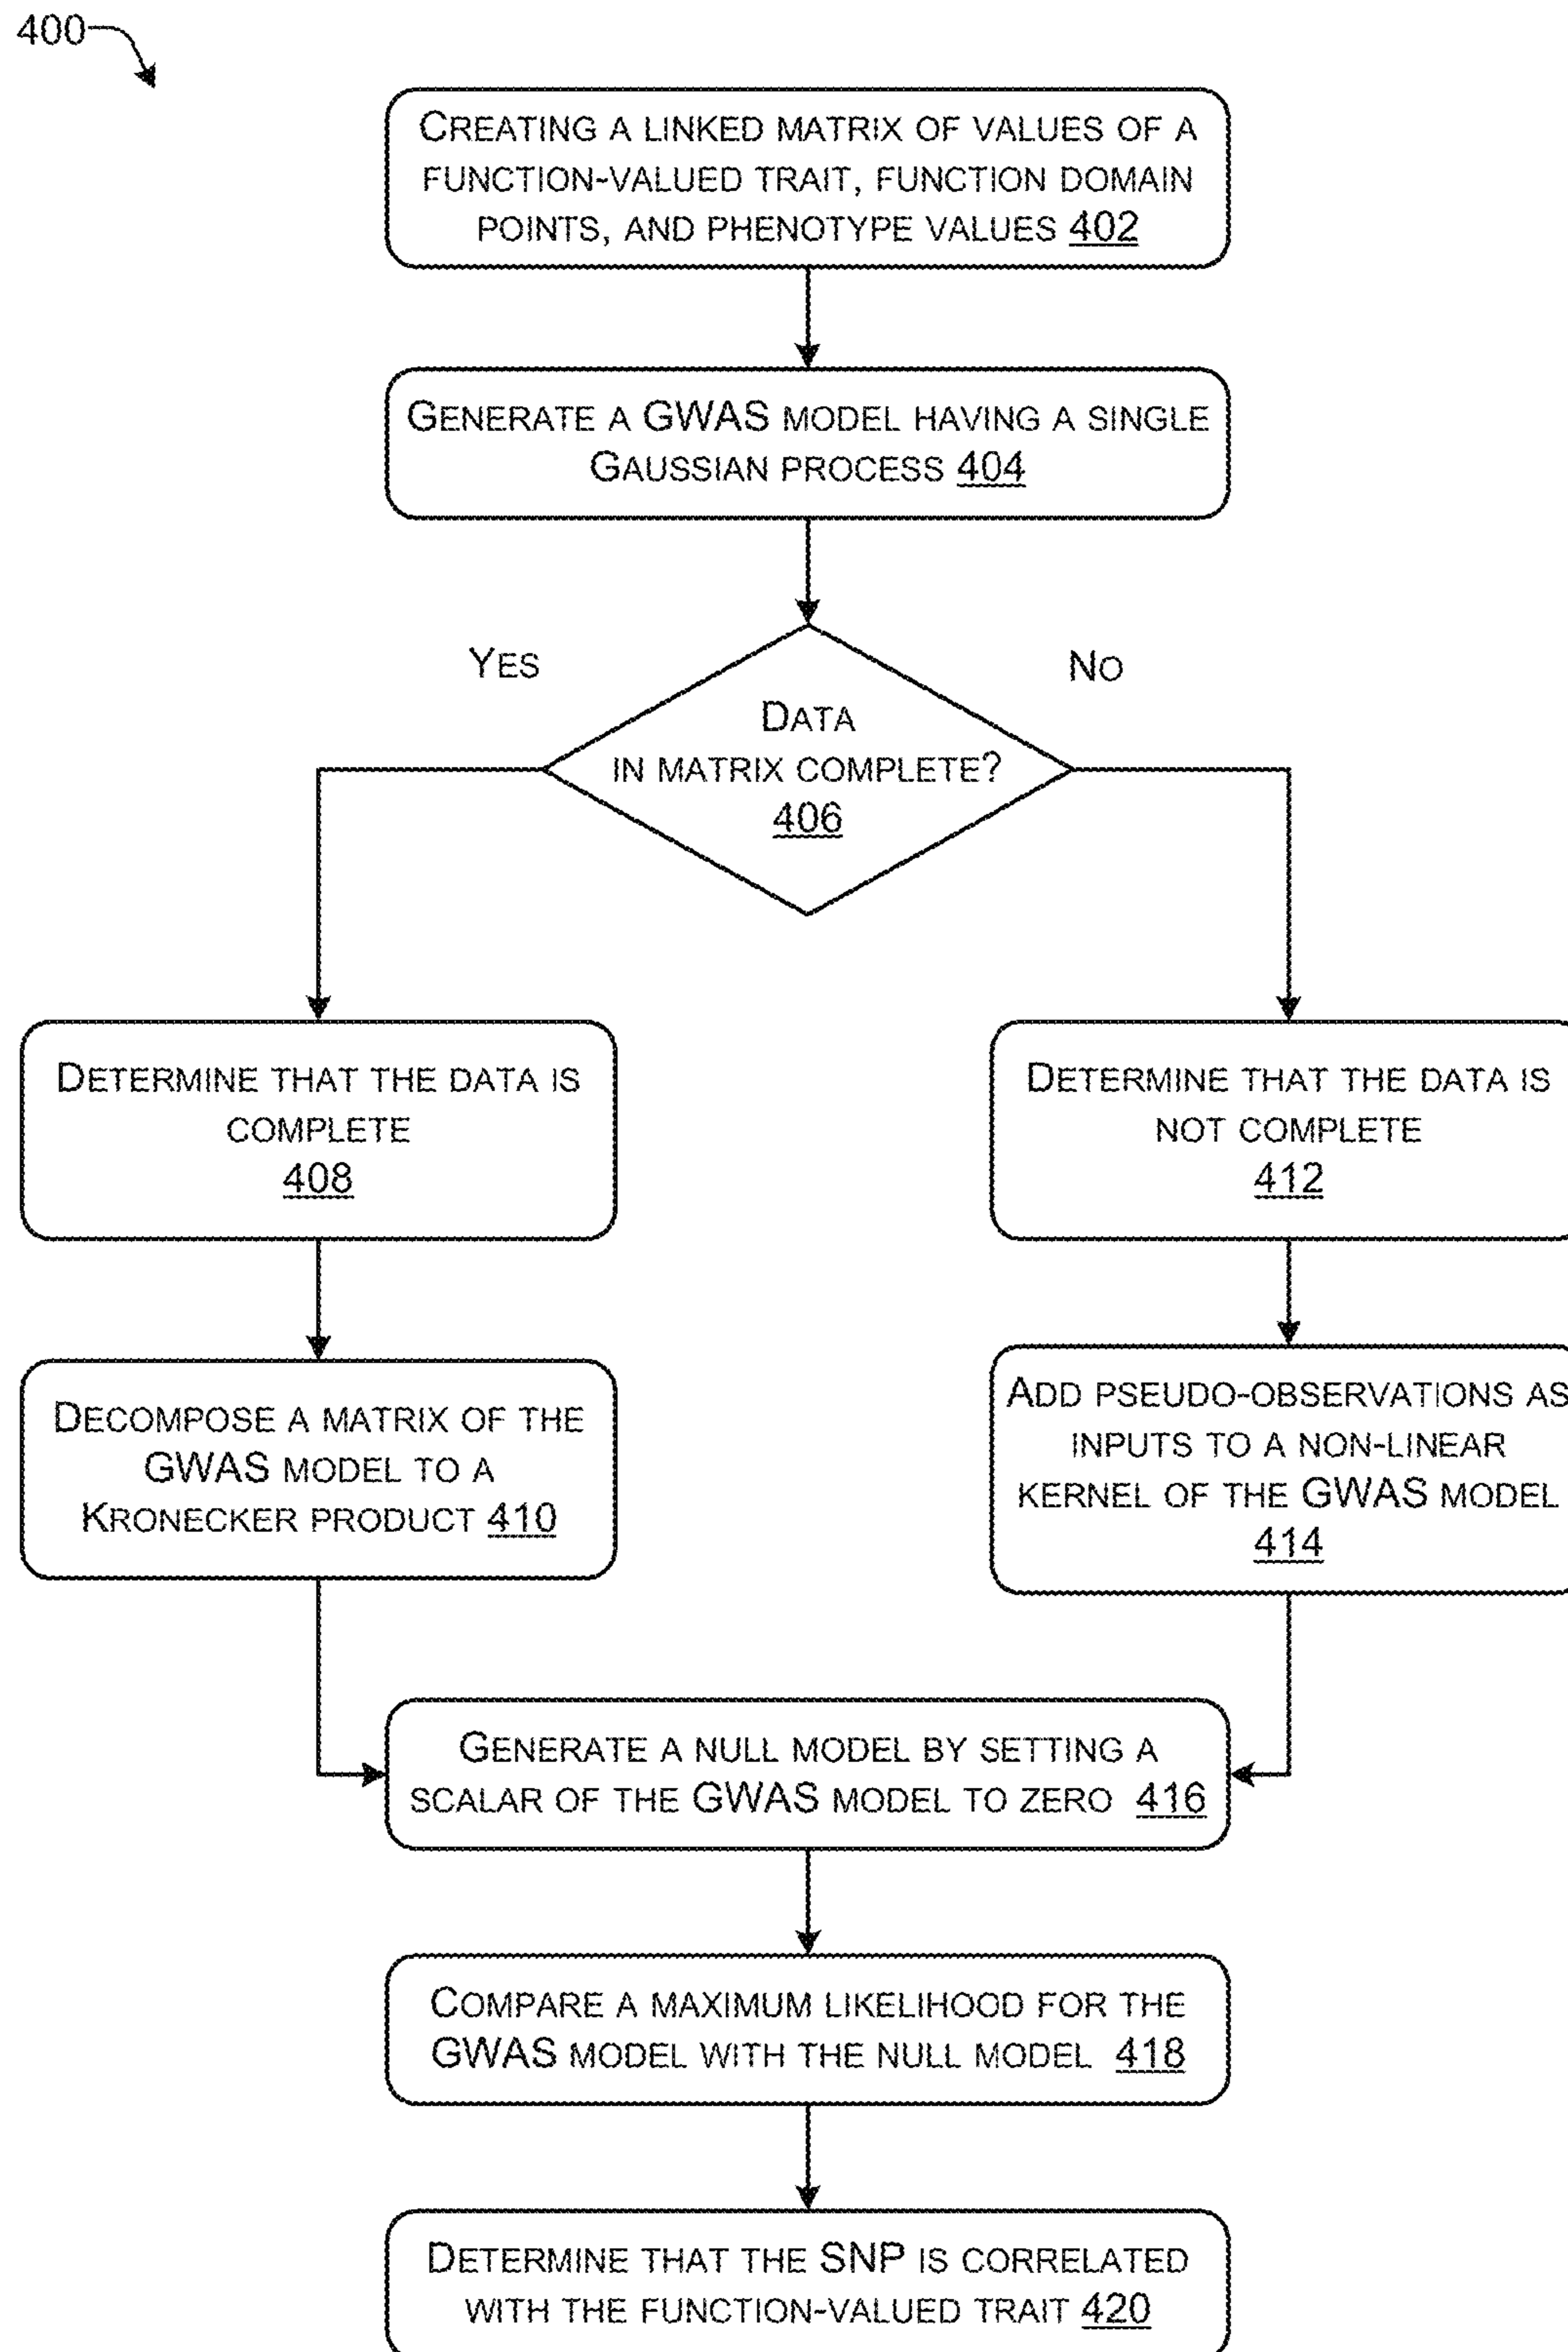 400
CREATING A LINKED MATRIX OF VALUES OF A
FUNCTION-VALUED TRAIT, FUNCTION DOMAIN
POINTS, AND PHENOTYPE VALUES 402
GENERATE A GWAS MODEL HAVING A SINGLE
GAUSSIAN PROCESS 404
YES
NO
DATA
IN MATRIX COMPLETE?
406
DETERMINE THAT THE DATA IS
COMPLETE
408
DETERMINE THAT THE DATA IS
NOT COMPLETE
412
DECOMPOSE A MATRIX OF THE
GWAS MODEL TO A
KRONECKER PRODUCT 410
ADD PSEUDO-OBSERVATIONS AS
INPUTS TO A NON-LINEAR
KERNEL OF THE GWAS MODEL
414
GENERATE A NULL MODEL BY SETTING A
SCALAR OF THE GWAS MODEL TO ZERO 416
COMPARE A MAXIMUM LIKELIHOOD FOR THE
GWAS MODEL WITH THE NULL MODEL 418
DETERMINE THAT THE SNP IS CORRELATED
WITH THE FUNCTION-VALUED TRAIT 420